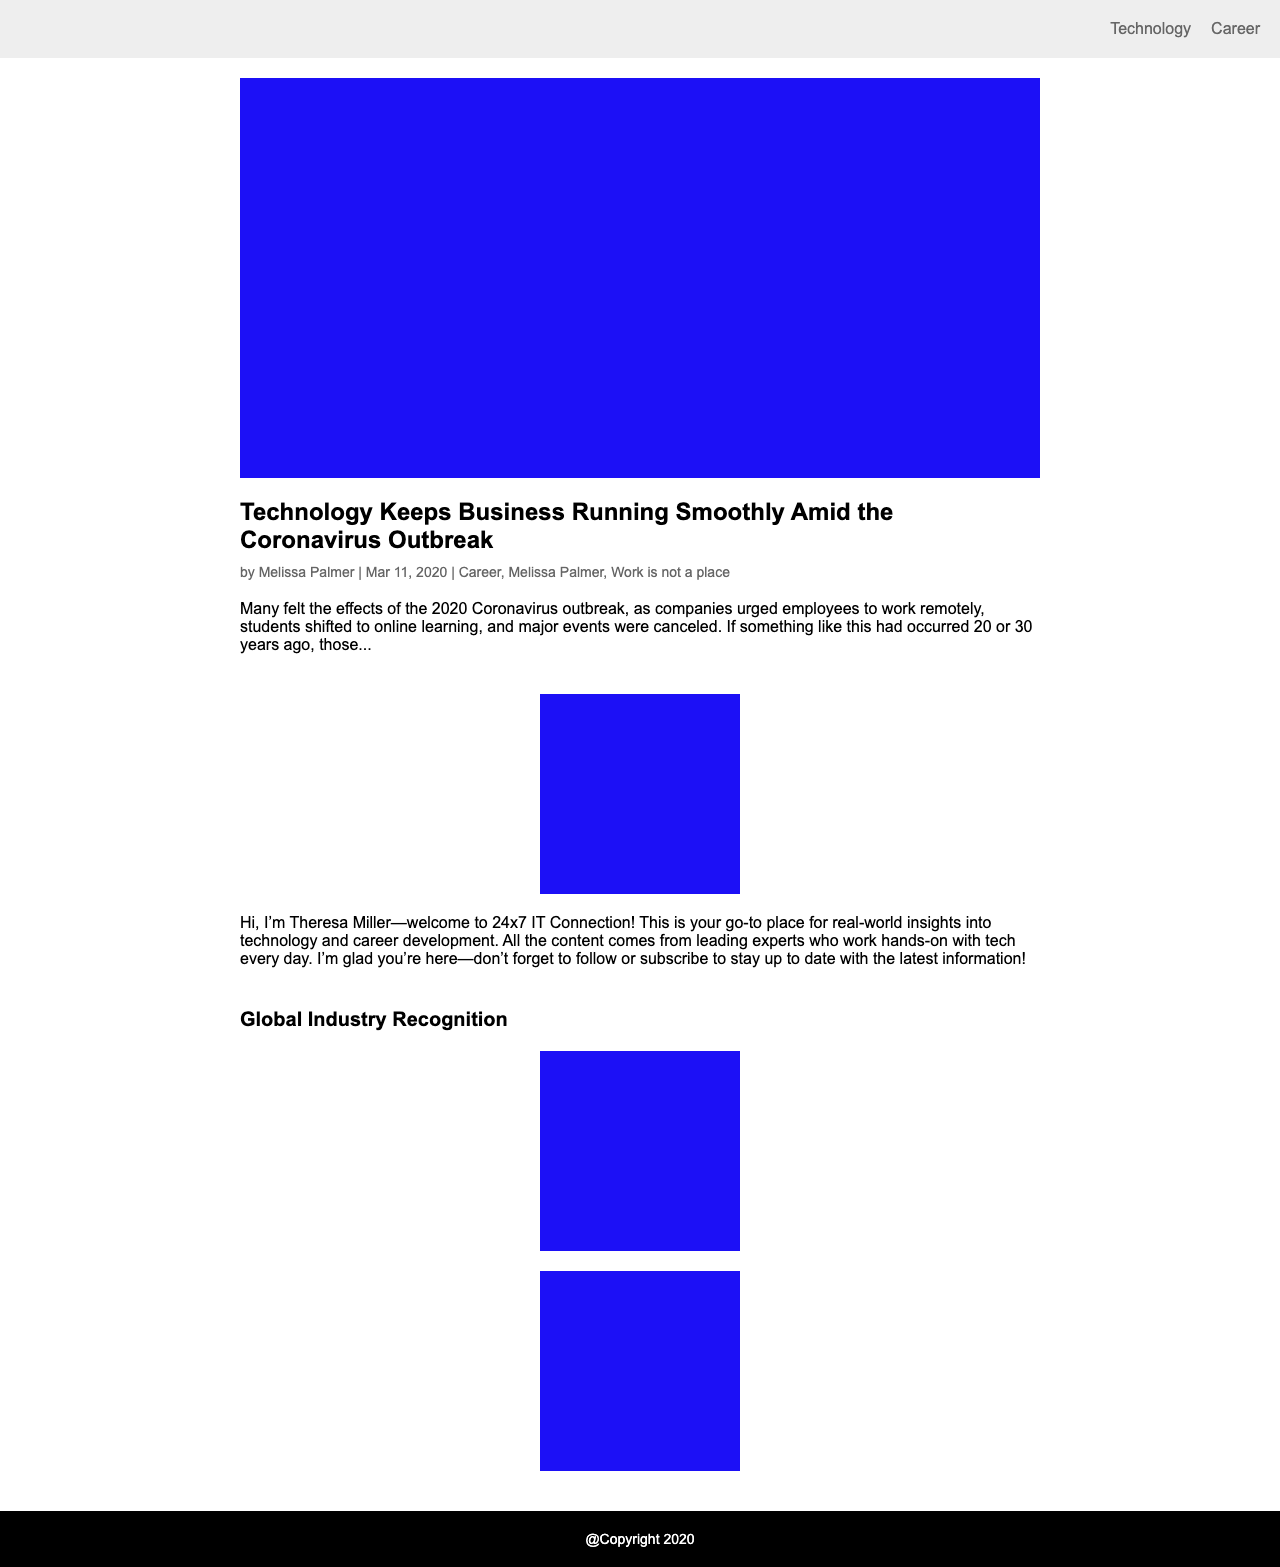 Technology Career
Technology Keeps Business Running Smoothly Amid the
Coronavirus Outbreak
by Melissa Palmer | Mar 11, 2020 | Career, Melissa Palmer, Work is not a place
Many felt the effects of the 2020 Coronavirus outbreak, as companies urged employees to work remotely,
students shifted to online learning, and major events were canceled. If something like this had occurred 20 or 30
years ago, those...
Hi, I’m Theresa Miller—welcome to 24x7 IT Connection! This is your go-to place for real-world insights into
technology and career development. All the content comes from leading experts who work hands-on with tech
every day. I’m glad you’re here—don’t forget to follow or subscribe to stay up to date with the latest information!
Global Industry Recognition
@Copyright 2020